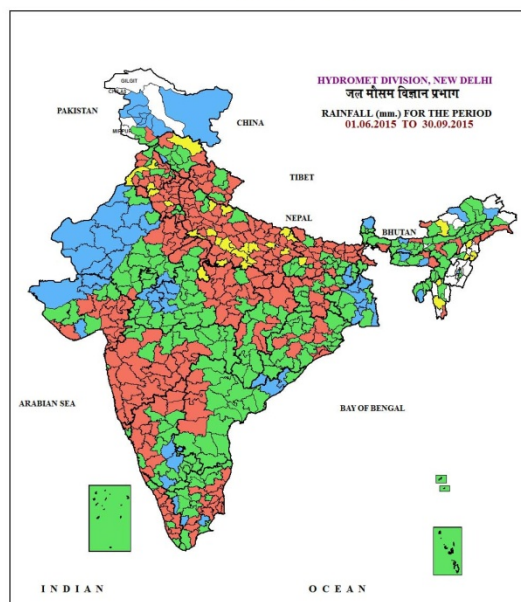 HYDROMET DIVISION, NEW DELHI
जल मौसम विज्ञान प्रभाग
RAINFALL (mm.) FOR THE PERIOD
01.06.2015 TO 30.09.2015
GILGIT
PAKISTAN
CHINA
TIBET
NEPAL
BHUTAN
ARABIAN SEA
BAY OF BENGAL
INDIAN OCEAN